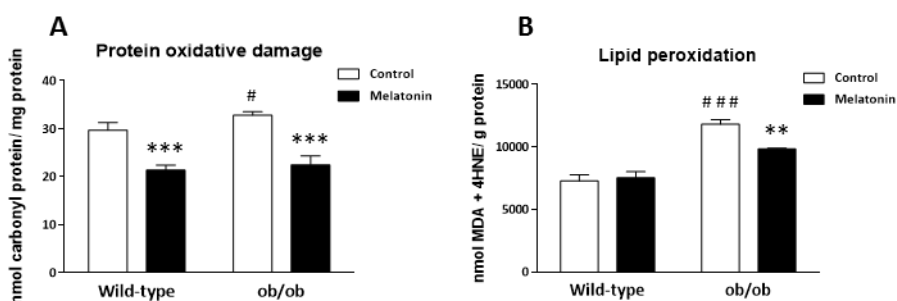 A
Protein oxidative damage
nmol carbonyl protein/ mg protein
40
30
20
10
0
#
***
***
Control
Melatonin
Wild-type
ob/ob
B
Lipid peroxidation
nmol MDA + 4HNE/ g protein
15000
10000
5000
0
###
**
Control
Melatonin
Wild-type
ob/ob